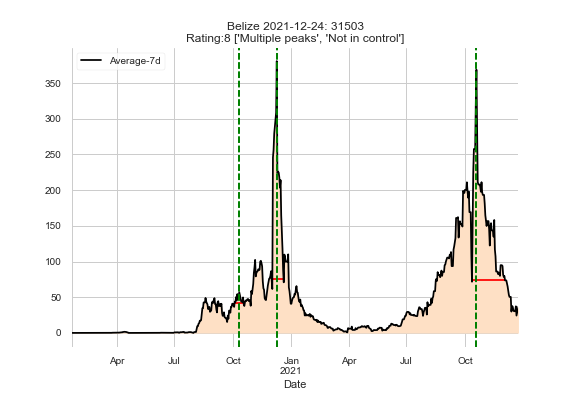 Belize 2021-12-24: 31503
Rating:8 ['Multiple peaks', 'Not in control']
Average-7d
350
300
250
200
150
100
50
0
Apr Jul Oct Jan Apr Jul Oct
2021
Date